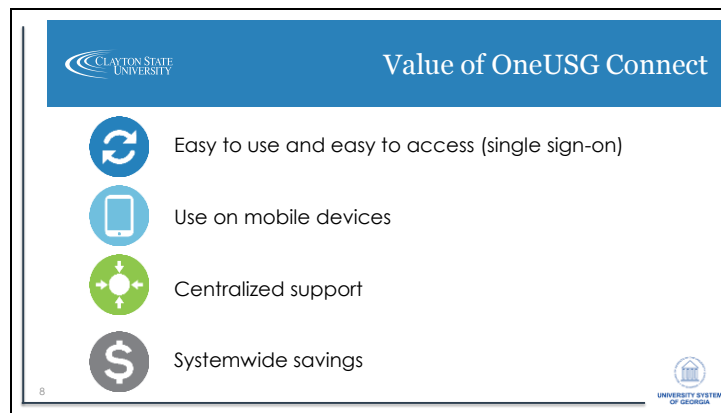 CLAYTON STATE
UNIVERSITY
Value of OneUSG Connect
Easy to use and easy to access (single sign-on)
Use on mobile devices
Centralized support
$
Systemwide savings
8
UNIVERSITY SYSTEM
OF GEORGIA